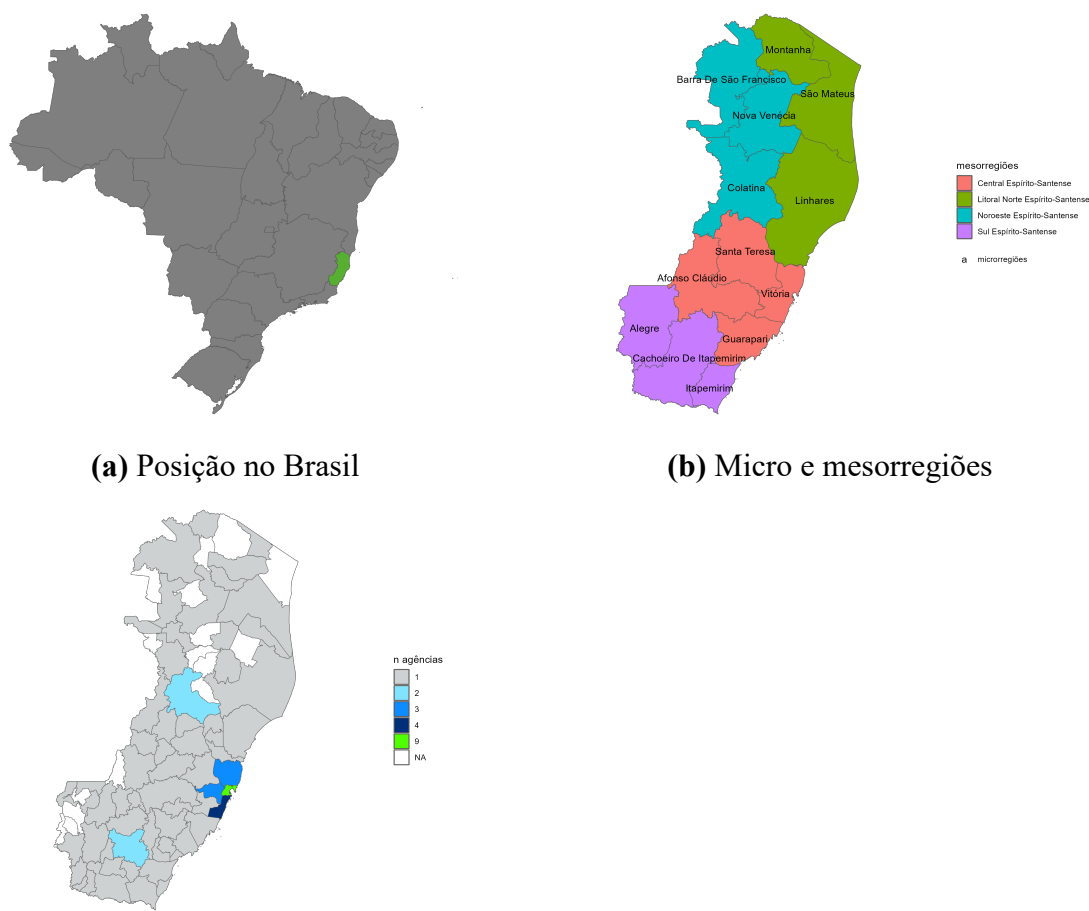 Montanha
Barra De São Francisco
São Mateus
Nova Venécia
Colatina
Linhares
Santa Teresa
Afonso Cláudio
Vitória
Alegre
Guarapari
Cachoeiro De Itapemirim
Itapemirim
mesorregiões
Central Espírito-Santense
Litoral Norte Espírito-Santense
Noroeste Espírito-Santense
Sul Espírito-Santense
a microrregiões
(a) Posição no Brasil
(b) Micro e mesorregiões
n agências
1
2
3
4
9
NA